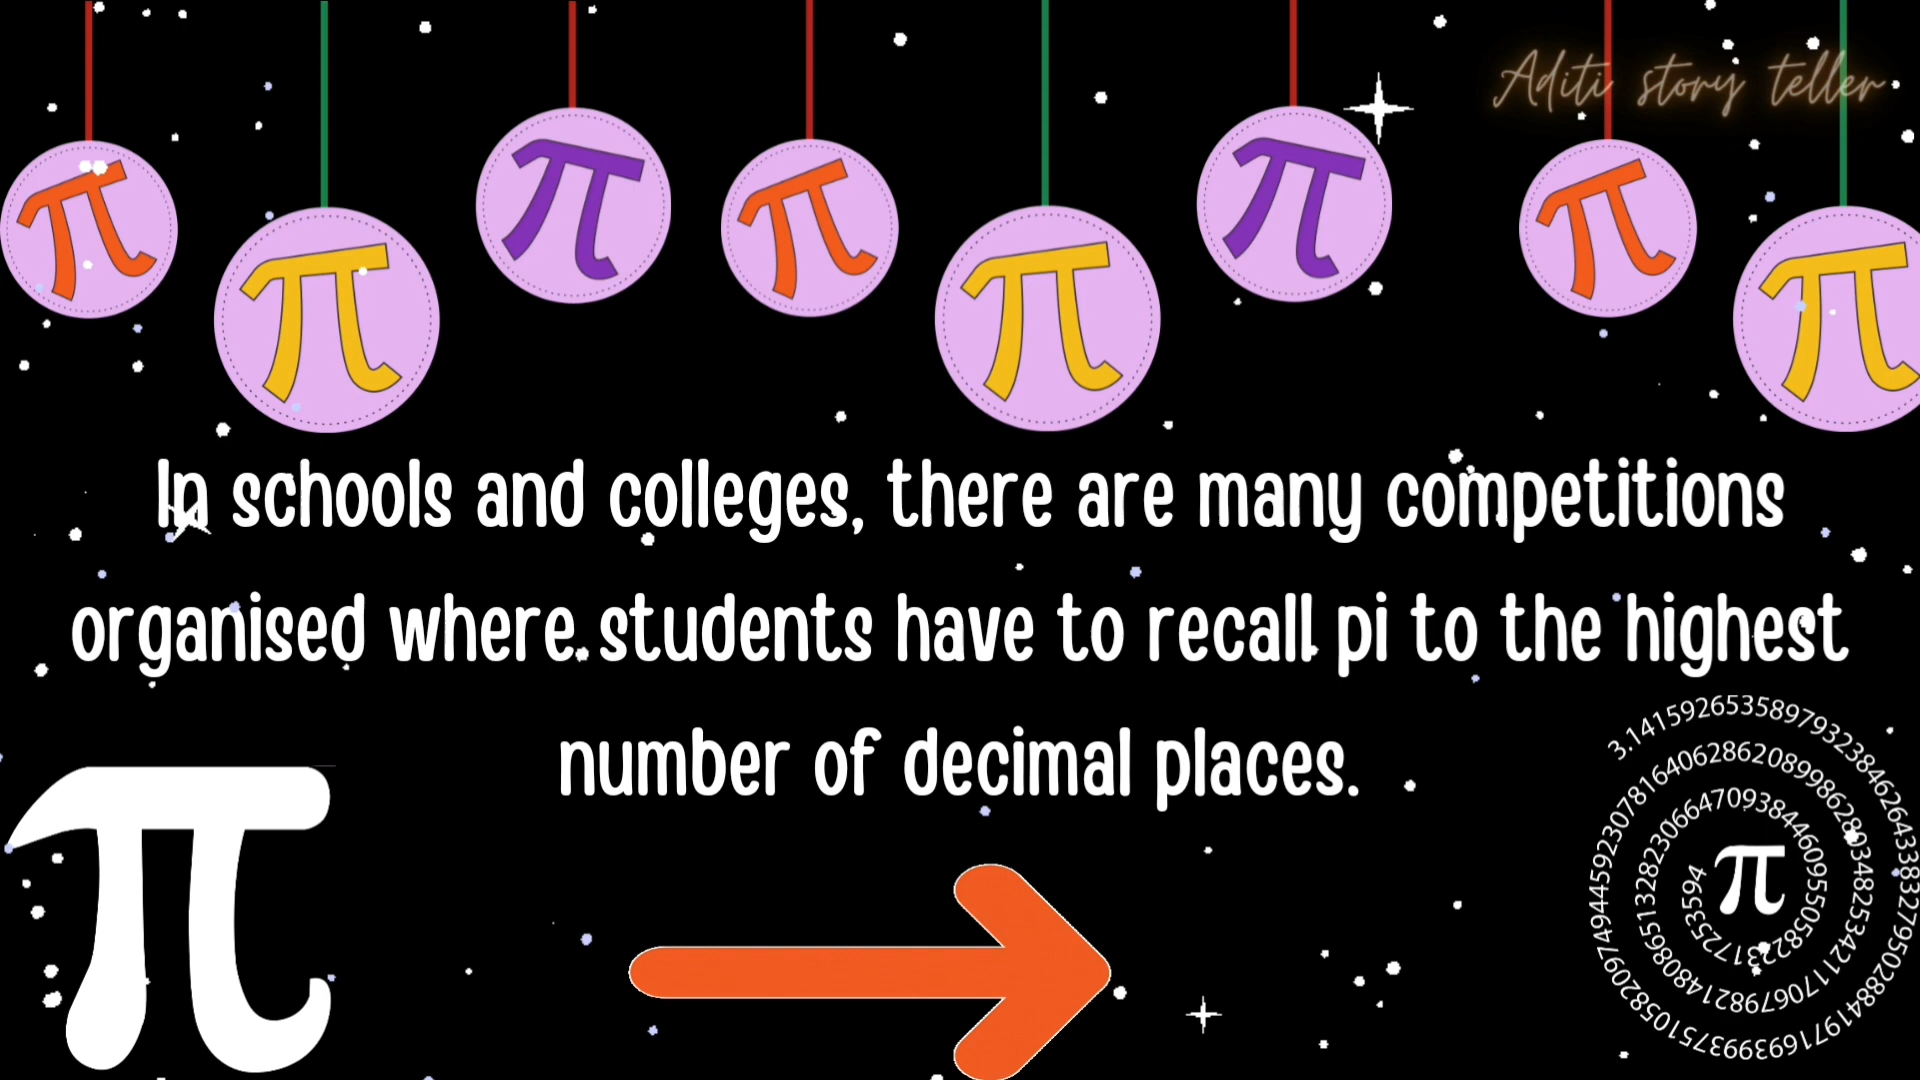 Aditi story teller
π π π π π π π π
In schools and colleges, there are many competitions
organised where students have to recall pi to the highest
number of decimal places.
π
3.1415926535897932384626433832795028841971693993751058209749445923078164062862089986280348253421170679821480865132823066470938446095505822317253594
π